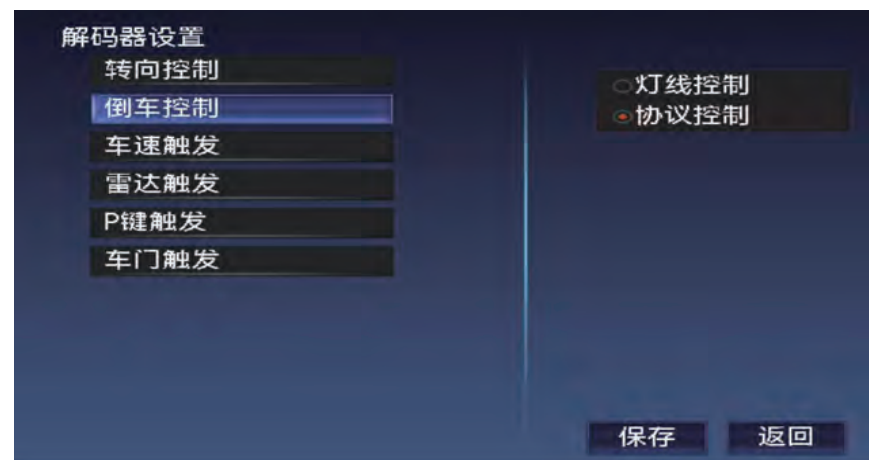 解码器设置
转向控制
倒车控制
车速触发
雷达触发
P键触发
车门触发
灯线控制
协议控制
保存
返回